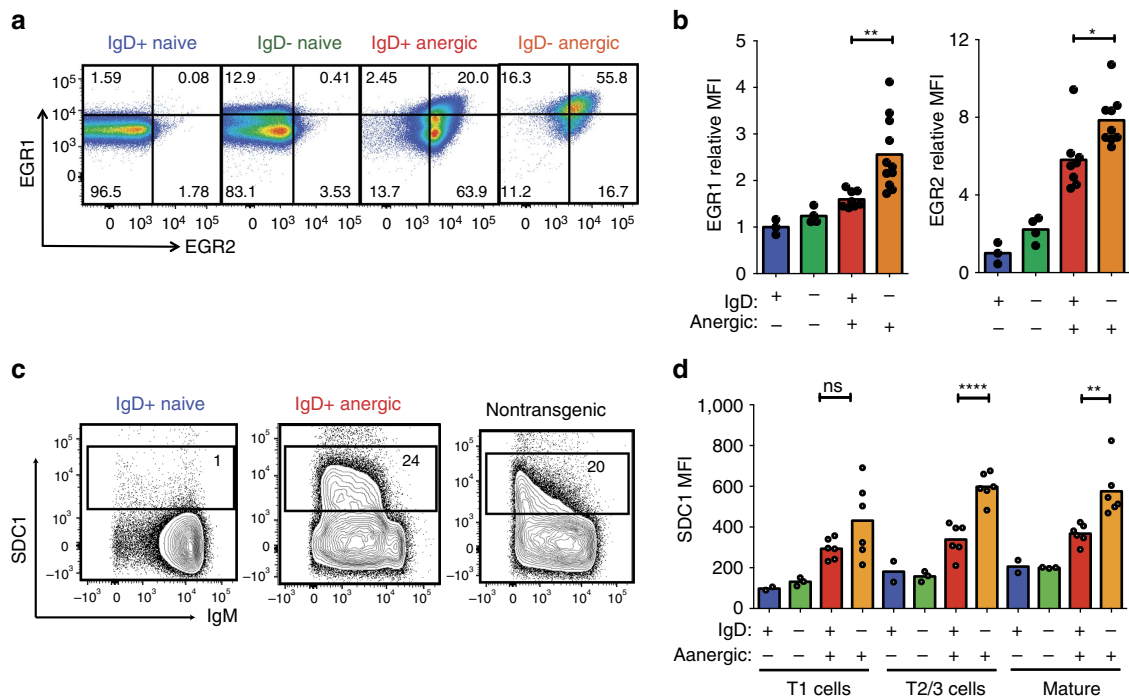 a
IgD+ naive IgD- naive IgD+ anergic IgD- anergic
10⁵ 1.59 0.08 12.9 0.41 2.45 20.0 16.3 55.8
10⁴
10³
0
96.5 1.78 83.1 3.53 13.7 63.9 11.2 16.7
0 10³ 10⁴ 10⁵ 0 10³ 10⁴ 10⁵ 0 10³ 10⁴ 10⁵ 0 10³ 10⁴ 10⁵
EGR1
EGR2
b
EGR1 relative MFI
5
4
3
2
1
0
**
EGR2 relative MFI
12
8
4
0
*
IgD: + – + – + – + –
Anergic: – – + + – – + +
c
IgD+ naive IgD+ anergic Nontransgenic
10⁵ 10⁵ 10⁵
10⁴ 1 10⁴ 24 10⁴ 20
10³ 10³ 10³
0 0 0
–10³ –10³ –10³
–10³ 0 10³ 10⁴ 10⁵ –10³ 0 10³ 10⁴ 10⁵ –10³ 0 10³ 10⁴ 10⁵
SDC1
IgM
d
SDC1 MFI
1,000
800
600
400
200
0
ns **** **
IgD: + – + – + – + – + – + –
Aanergic: – – + + – – + + – – + +
T1 cells T2/3 cells Mature